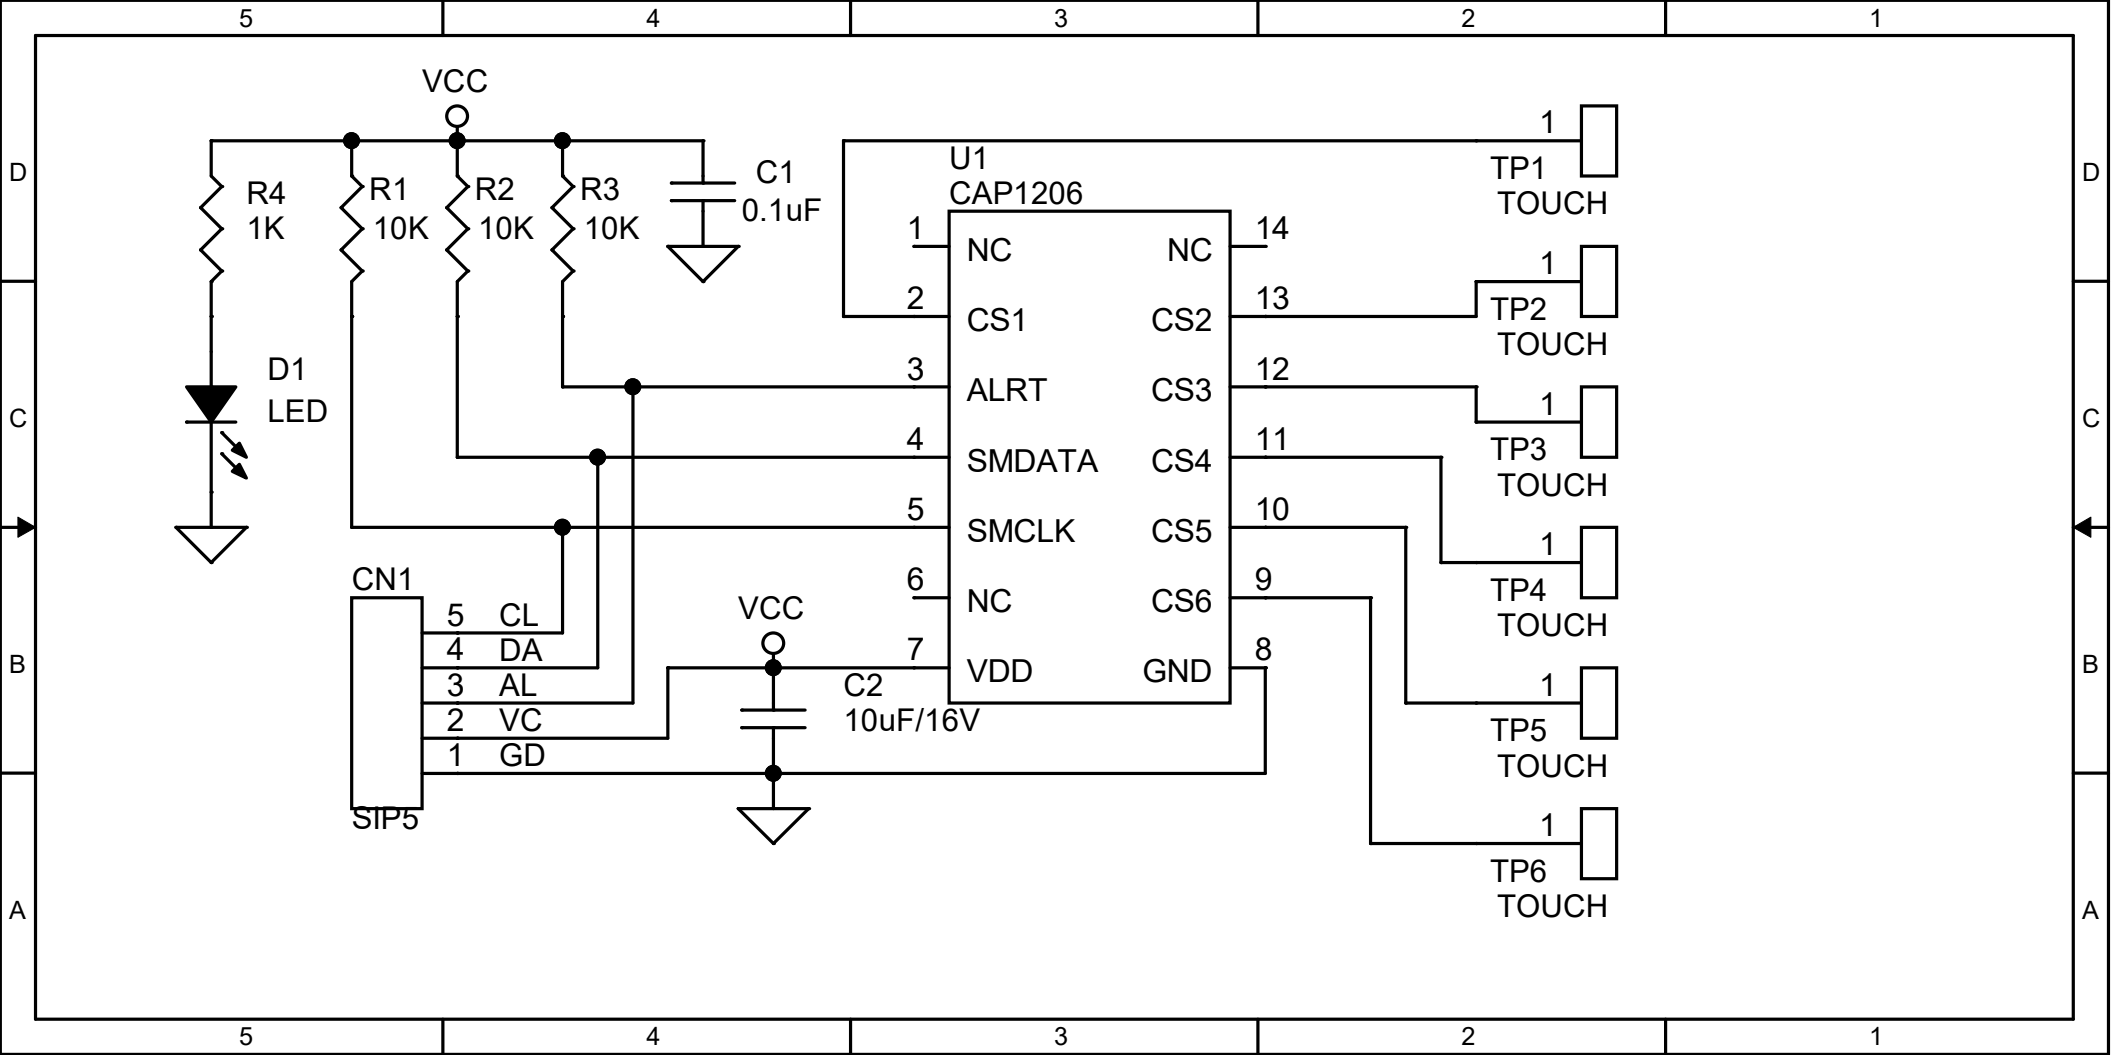 5 4 3 2 1
D
D
C
C
B
B
A
A
VCC
R4
1K
R1
10K
R2
10K
R3
10K
C1
0.1uF
D1
LED
U1
CAP1206
1 NC
2 CS1
3 ALRT
4 SMDATA
5 SMCLK
6 NC
7 VDD
NC 14
CS2 13
CS3 12
CS4 11
CS5 10
CS6 9
GND 8
1
TP1
TOUCH
1
TP2
TOUCH
1
TP3
TOUCH
1
TP4
TOUCH
1
TP5
TOUCH
1
TP6
TOUCH
CN1
5 CL
4 DA
3 AL
2 VC
1 GD
SIP5
VCC
C2
10uF/16V
5 4 3 2 1